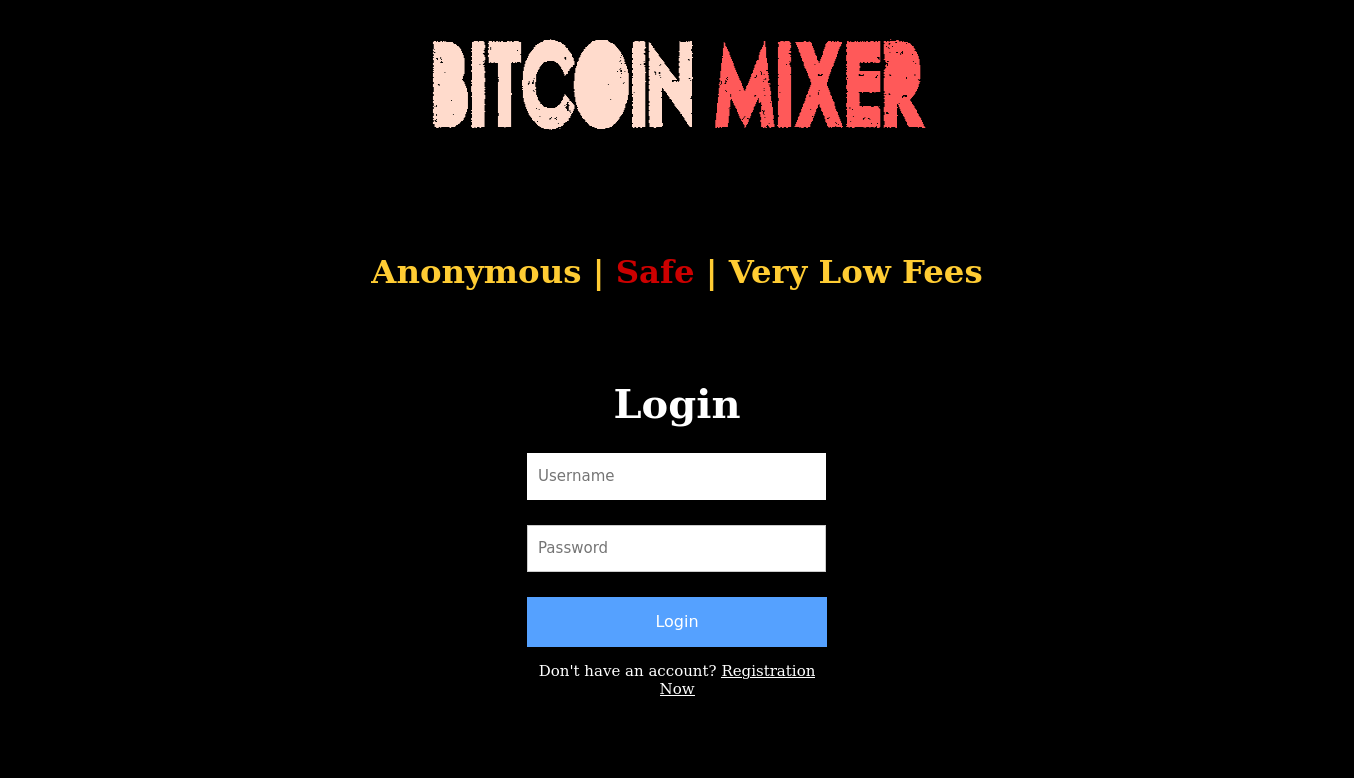 BITCOIN MIXER
Anonymous | Safe | Very Low Fees
Login
Username
Password
Login
Don't have an account? Registration
Now